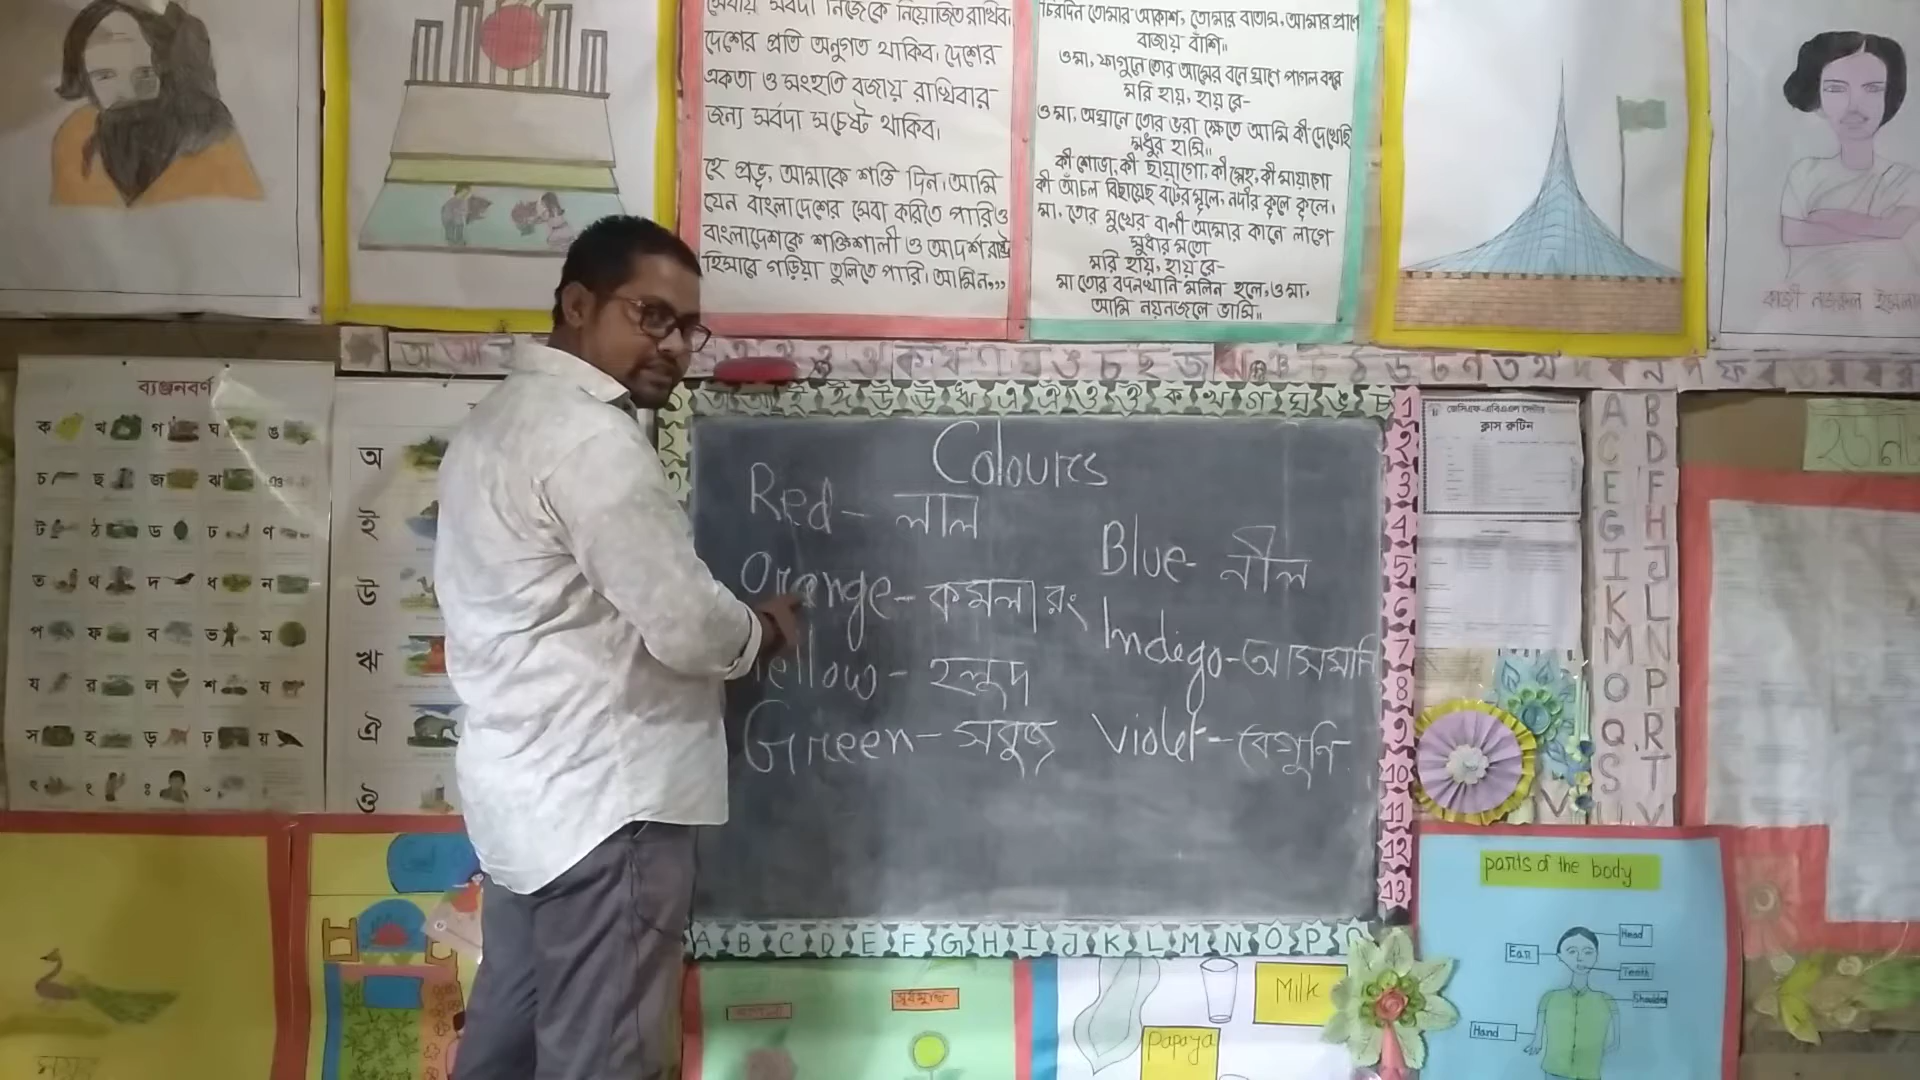 দেশের প্রতি অনুগত থাকিব, দেশের
একতা ও সংহতি বজায় রাখিবার
জন্য সর্বদা সচেষ্ট থাকিব।
হে প্রভু, আমাকে শক্তি দিন, আমি
যেন বাংলাদেশের সেবা করিতে পারি ও
বাংলাদেশকে শক্তিশালী ও আদর্শ রাষ্ট্র
হিসাবে গড়িয়া তুলিতে পারি। আমিন,,,
চিরদিন তোমার আকাশ, তোমার বাতাস, আমার প্রাণে
বাজায় বাঁশি॥
ও মা, ফাগুনে তোর আমের বনে ঘ্রাণে পাগল করে
মরি হায়, হায় রে-
ও মা, অঘ্রানে তোর ভরা ক্ষেতে আমি কী দেখেছি
মধুর হাসি॥
কী শোভা, কী ছায়া গো, কী স্নেহ, কী মায়া গো
কী আঁচল বিছায়েছ বটের মূলে, নদীর কূলে কূলে।
মা, তোর মুখের বানী আমার কানে লাগে
সুধার মতো
মরি হায়, হায় রে-
মা তোর বদনখানি মলিন হলে, ও মা,
আমি নয়নজলে ভাসি॥
কাজী নজরুল
ব্যঞ্জনবর্ণ
ক খ গ ঘ ঙ
চ ছ জ ঝ ঞ
ট ঠ ড ঢ ণ
ত থ দ ধ ন
প ফ ব ভ ম
য র ল শ ষ
স হ ড় ঢ় য়
অ
ই
উ
ঋ
ঐ
Colours
Red - লাল
Orange - কমলা রং
Yellow - হলুদ
Green - সবুজ
Blue - নীল
Indigo - আসমানি
Violet - বেগুনি
1
2
3
4
5
6
7
8
9
10
11
12
13
ক্লাস রুটিন
A B
C D
E F
G H
I J
K L
M N
O P
Q R
S T
U V
A B C D E F G H I J K L M N O P Q
parts of the body
Head
Ear
Teeth
Shoulder
Hand
Milk
Papaya
সূর্যমুখি